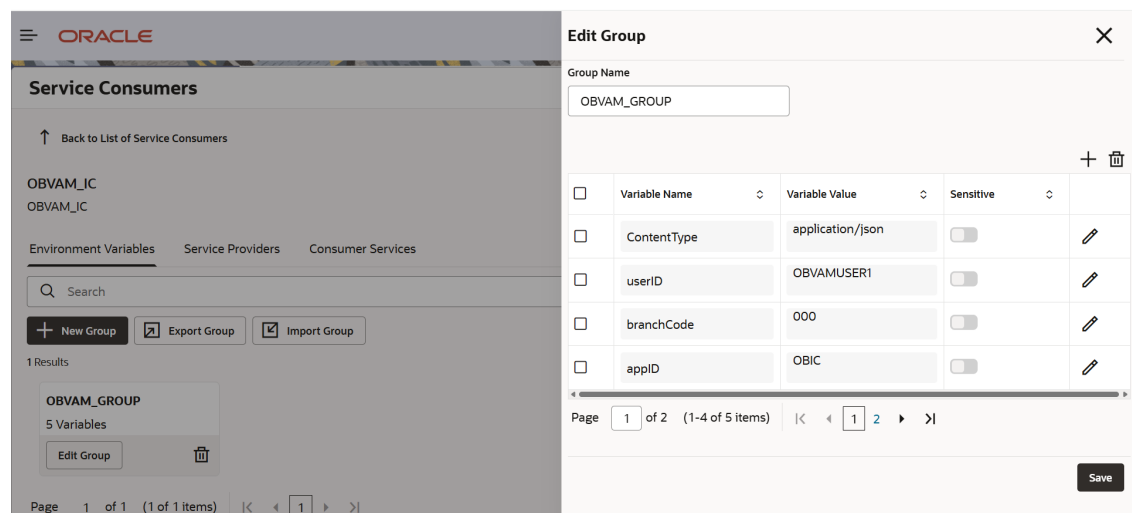 ORACLE
Service Consumers
Back to List of Service Consumers
OBVAM_IC
OBVAM_IC
Environment Variables Service Providers Consumer Services
Search
New Group Export Group Import Group
1 Results
OBVAM_GROUP
5 Variables
Edit Group
Page 1 of 1 (1 of 1 items) 1
Edit Group
Group Name
OBVAM_GROUP
Variable Name Variable Value Sensitive
ContentType application/json
userID OBVAMUSER1
branchCode 000
appID OBIC
Page 1 of 2 (1-4 of 5 items) 1 2
Save